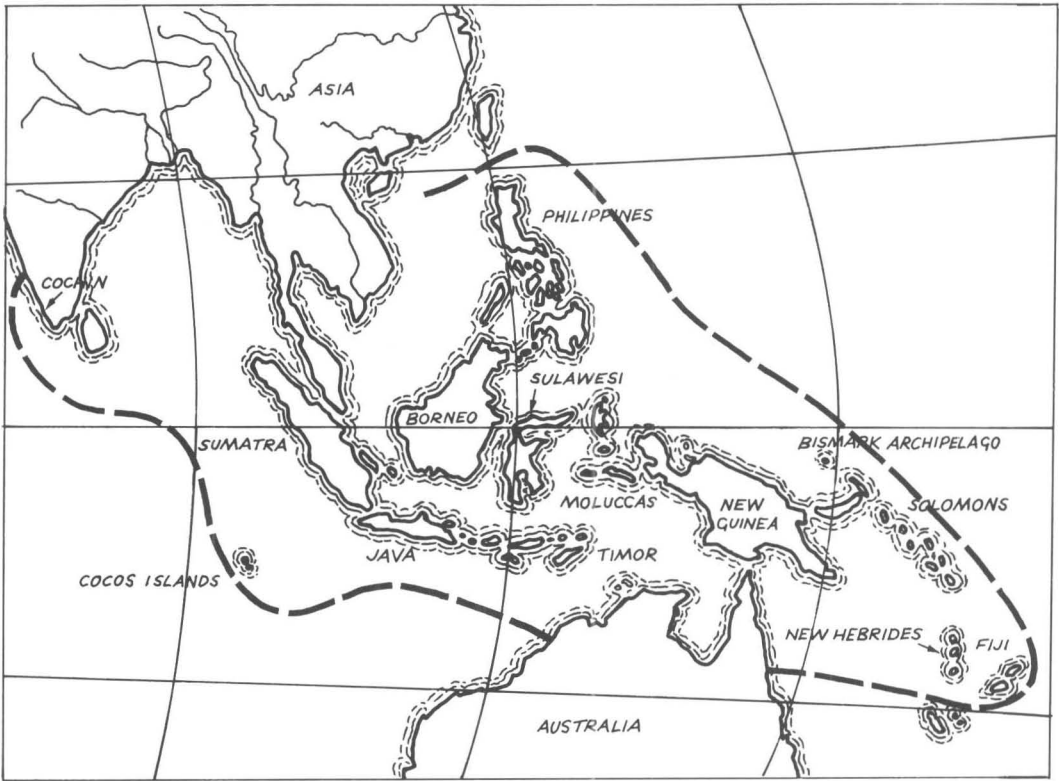 ASIA
PHILIPPINES
COCHIN
SULAWESI
BORNEO
SUMATRA
BISMARK ARCHIPELAGO
MOLUCCAS
NEW
GUINEA
SOLOMONS
JAVA
TIMOR
COCOS ISLANDS
NEW HEBRIDES
FIJI
AUSTRALIA